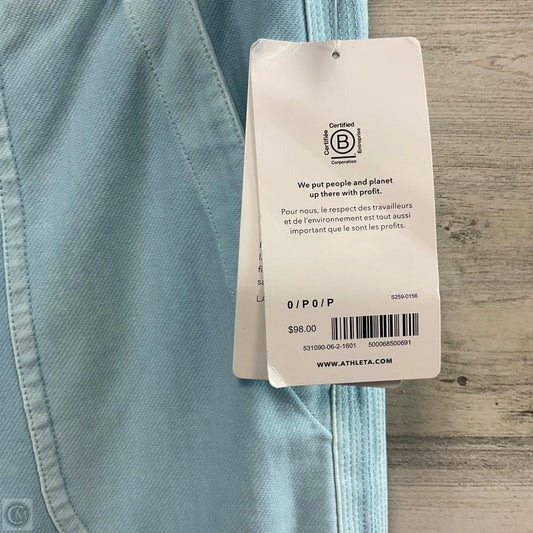 Certified
Certifiée
B
Entreprise
Corporation
We put people and planet
up there with profit.
Pour nous, le respect des travailleurs
et de l'environnement est tout aussi
important que le sont les profits.
S259-0156
0 / P 0 / P
$98.00
531090-06-2-1601 500068500691
WWW.ATHLETA.COM